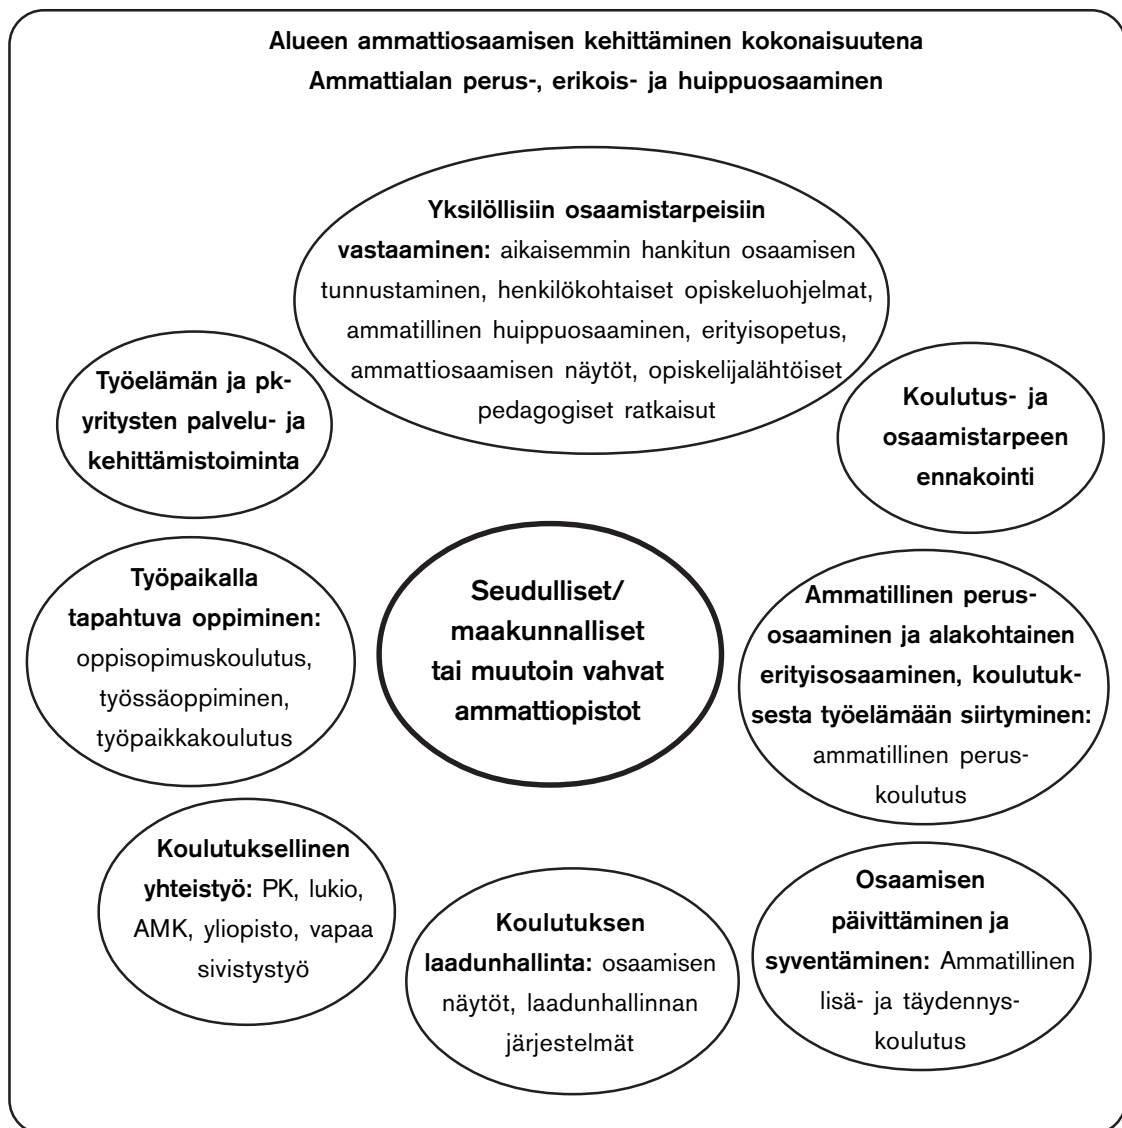 Alueen ammattiosaamisen kehittäminen kokonaisuutena
Ammattialan perus-, erikois- ja huippuosaaminen
Yksilöllisiin osaamistarpeisiin
vastaaminen: aikaisemmin hankitun osaamisen
tunnustaminen, henkilökohtaiset opiskeluohjelmat,
ammatillinen huippuosaaminen, erityisopetus,
ammattiosaamisen näytöt, opiskelijalähtöiset
pedagogiset ratkaisut
Työelämän ja pk-
yritysten palvelu- ja
kehittämistoiminta
Koulutus- ja
osaamistarpeen
ennakointi
Työpaikalla
tapahtuva oppiminen:
oppisopimuskoulutus,
työssäoppiminen,
työpaikkakoulutus
Seudulliset/
maakunnalliset
tai muutoin vahvat
ammattiopistot
Ammatillinen perus-
osaaminen ja alakohtainen
erityisosaaminen, koulutuk-
sesta työelämään siirtyminen:
ammatillinen perus-
koulutus
Koulutuksellinen
yhteistyö: PK, lukio,
AMK, yliopisto, vapaa
sivistystyö
Koulutuksen
laadunhallinta: osaamisen
näytöt, laadunhallinnan
järjestelmät
Osaamisen
päivittäminen ja
syventäminen: Ammatillinen
lisä- ja täydennys-
koulutus